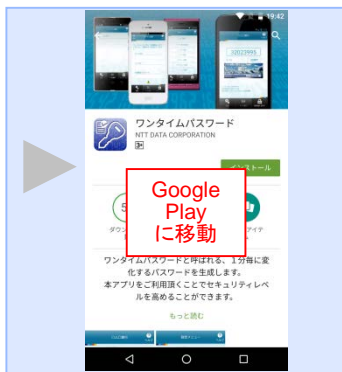 19:42
32023995
ワンタイムパスワード
NTT DATA CORPORATION
3+
インストール
Google
Play
に移動
ワンタイムパスワードと呼ばれる、1分毎に変
化するパスワードを生成します。
本アプリをご利用頂くことでセキュリティレベ
ルを高めることができます。
もっと読む